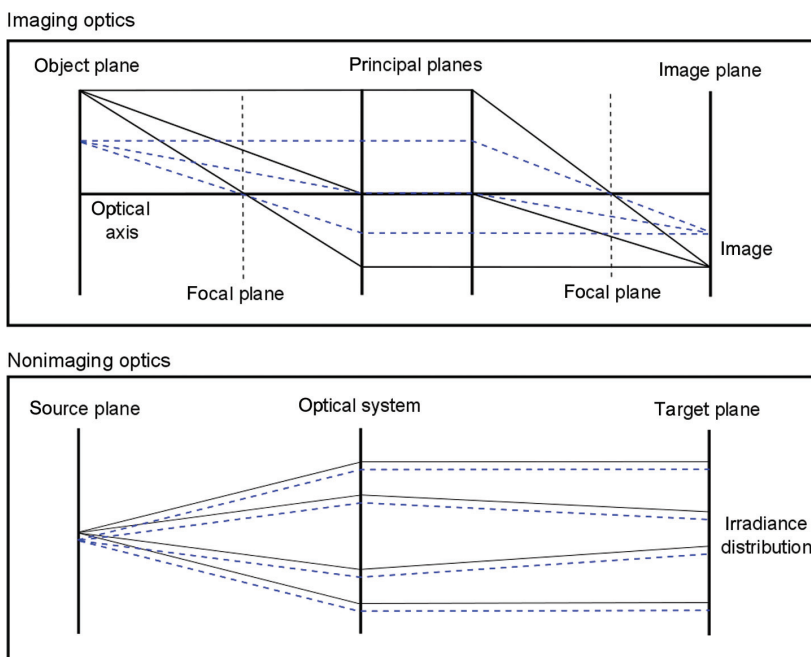 Imaging optics
Object plane
Principal planes
Image plane
Optical
axis
Image
Focal plane
Focal plane
Nonimaging optics
Source plane
Optical system
Target plane
Irradiance
distribution